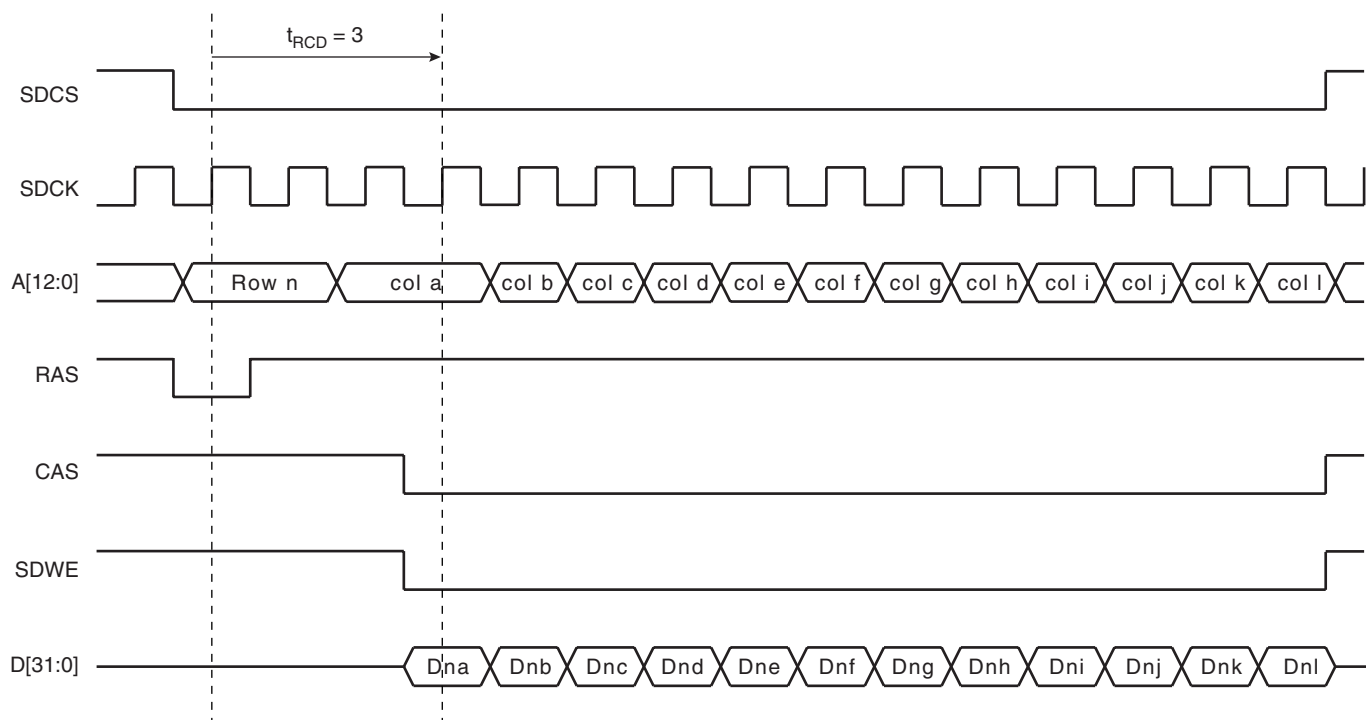 tRCD = 3
SDCS
SDCK
A[12:0] Row n col a col b col c col d col e col f col g col h col i col j col k col l
RAS
CAS
SDWE
D[31:0] Dna Dnb Dnc Dnd Dne Dnf Dng Dnh Dni Dnj Dnk Dnl